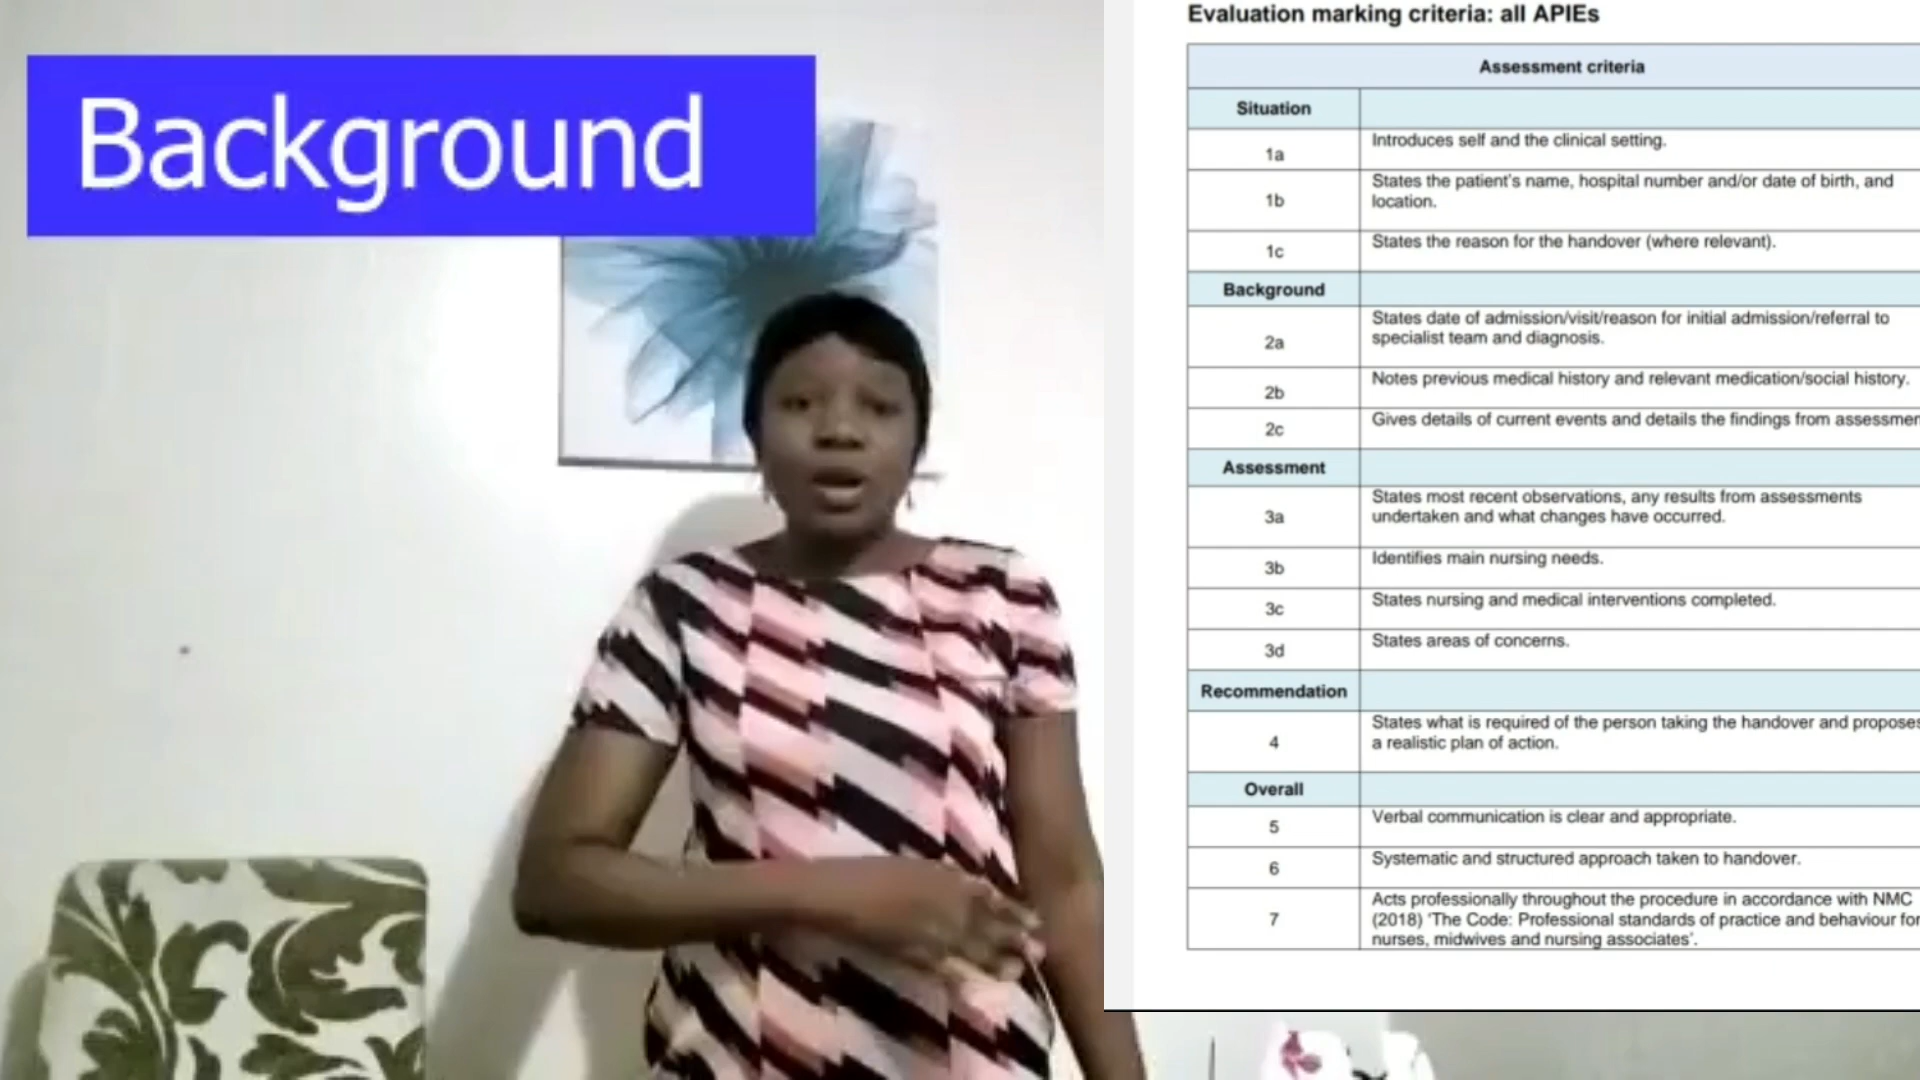 Background
Evaluation marking criteria: all APIEs
Assessment criteria
Situation
1a
Introduces self and the clinical setting.
1b
States the patient's name, hospital number and/or date of birth, and
location.
1c
States the reason for the handover (where relevant).
Background
2a
States date of admission/visit/reason for initial admission/referral to
specialist team and diagnosis.
2b
Notes previous medical history and relevant medication/social history.
2c
Gives details of current events and details the findings from assessmen
Assessment
3a
States most recent observations, any results from assessments
undertaken and what changes have occurred.
3b
Identifies main nursing needs.
3c
States nursing and medical interventions completed.
3d
States areas of concerns.
Recommendation
4
States what is required of the person taking the handover and proposes
a realistic plan of action.
Overall
5
Verbal communication is clear and appropriate.
6
Systematic and structured approach taken to handover.
7
Acts professionally throughout the procedure in accordance with NMC
(2018) 'The Code: Professional standards of practice and behaviour for
nurses, midwives and nursing associates'.